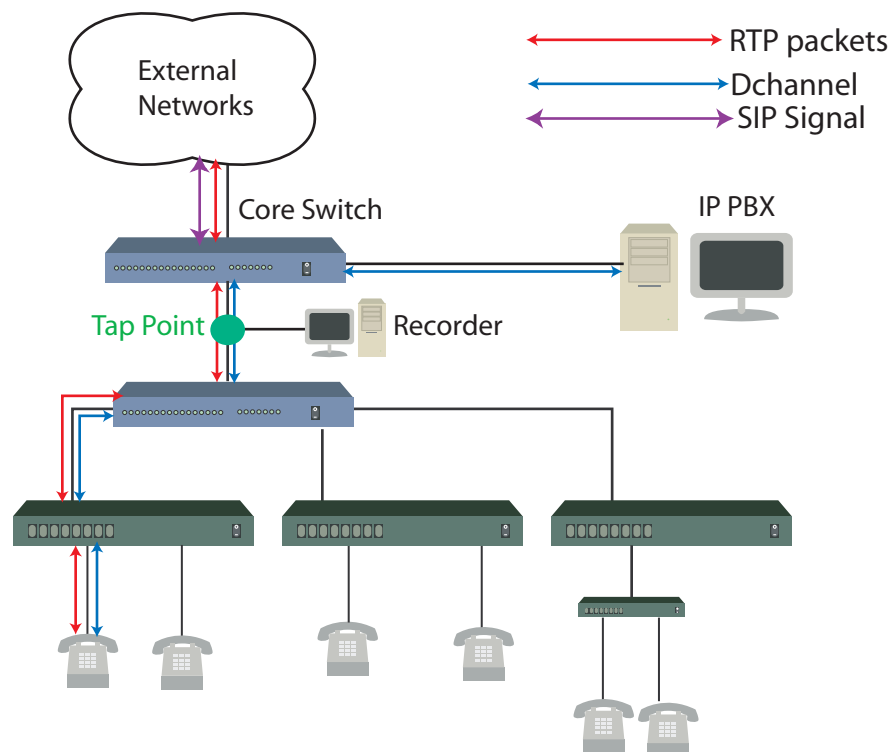 External
Networks
RTP packets
Dchannel
SIP Signal
Core Switch
IP PBX
Tap Point
Recorder